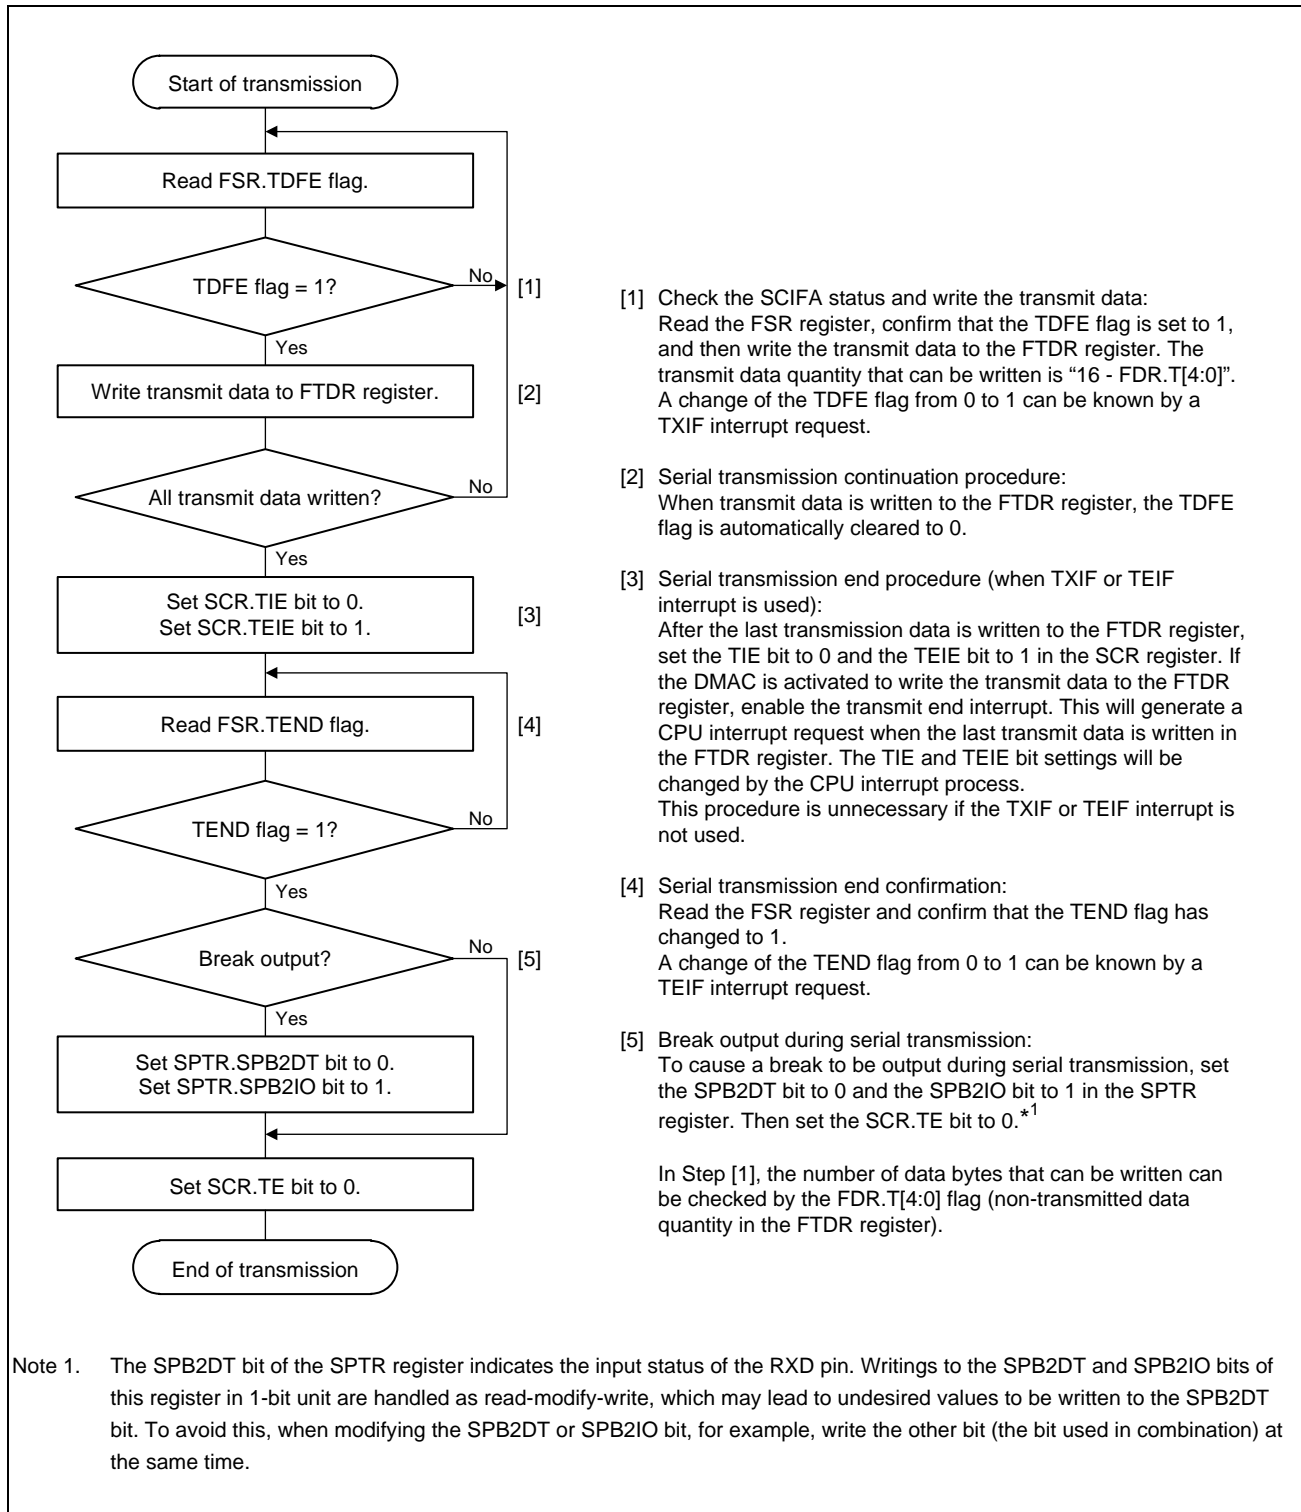 Start of transmission
Read FSR.TDFE flag.
TDFE flag = 1?
No
[1]
Yes
Write transmit data to FTDR register.
[2]
All transmit data written?
No
Yes
Set SCR.TIE bit to 0.
Set SCR.TEIE bit to 1.
[3]
Read FSR.TEND flag.
[4]
TEND flag = 1?
No
Yes
Break output?
No
[5]
Yes
Set SPTR.SPB2DT bit to 0.
Set SPTR.SPB2IO bit to 1.
Set SCR.TE bit to 0.
End of transmission
[1] Check the SCIFA status and write the transmit data:
Read the FSR register, confirm that the TDFE flag is set to 1,
and then write the transmit data to the FTDR register. The
transmit data quantity that can be written is “16 - FDR.T[4:0]”.
A change of the TDFE flag from 0 to 1 can be known by a
TXIF interrupt request.
[2] Serial transmission continuation procedure:
When transmit data is written to the FTDR register, the TDFE
flag is automatically cleared to 0.
[3] Serial transmission end procedure (when TXIF or TEIF
interrupt is used):
After the last transmission data is written to the FTDR register,
set the TIE bit to 0 and the TEIE bit to 1 in the SCR register. If
the DMAC is activated to write the transmit data to the FTDR
register, enable the transmit end interrupt. This will generate a
CPU interrupt request when the last transmit data is written in
the FTDR register. The TIE and TEIE bit settings will be
changed by the CPU interrupt process.
This procedure is unnecessary if the TXIF or TEIF interrupt is
not used.
[4] Serial transmission end confirmation:
Read the FSR register and confirm that the TEND flag has
changed to 1.
A change of the TEND flag from 0 to 1 can be known by a
TEIF interrupt request.
[5] Break output during serial transmission:
To cause a break to be output during serial transmission, set
the SPB2DT bit to 0 and the SPB2IO bit to 1 in the SPTR
register. Then set the SCR.TE bit to 0.*1
In Step [1], the number of data bytes that can be written can
be checked by the FDR.T[4:0] flag (non-transmitted data
quantity in the FTDR register).
Note 1. The SPB2DT bit of the SPTR register indicates the input status of the RXD pin. Writings to the SPB2DT and SPB2IO bits of
this register in 1-bit unit are handled as read-modify-write, which may lead to undesired values to be written to the SPB2DT
bit. To avoid this, when modifying the SPB2DT or SPB2IO bit, for example, write the other bit (the bit used in combination) at
the same time.